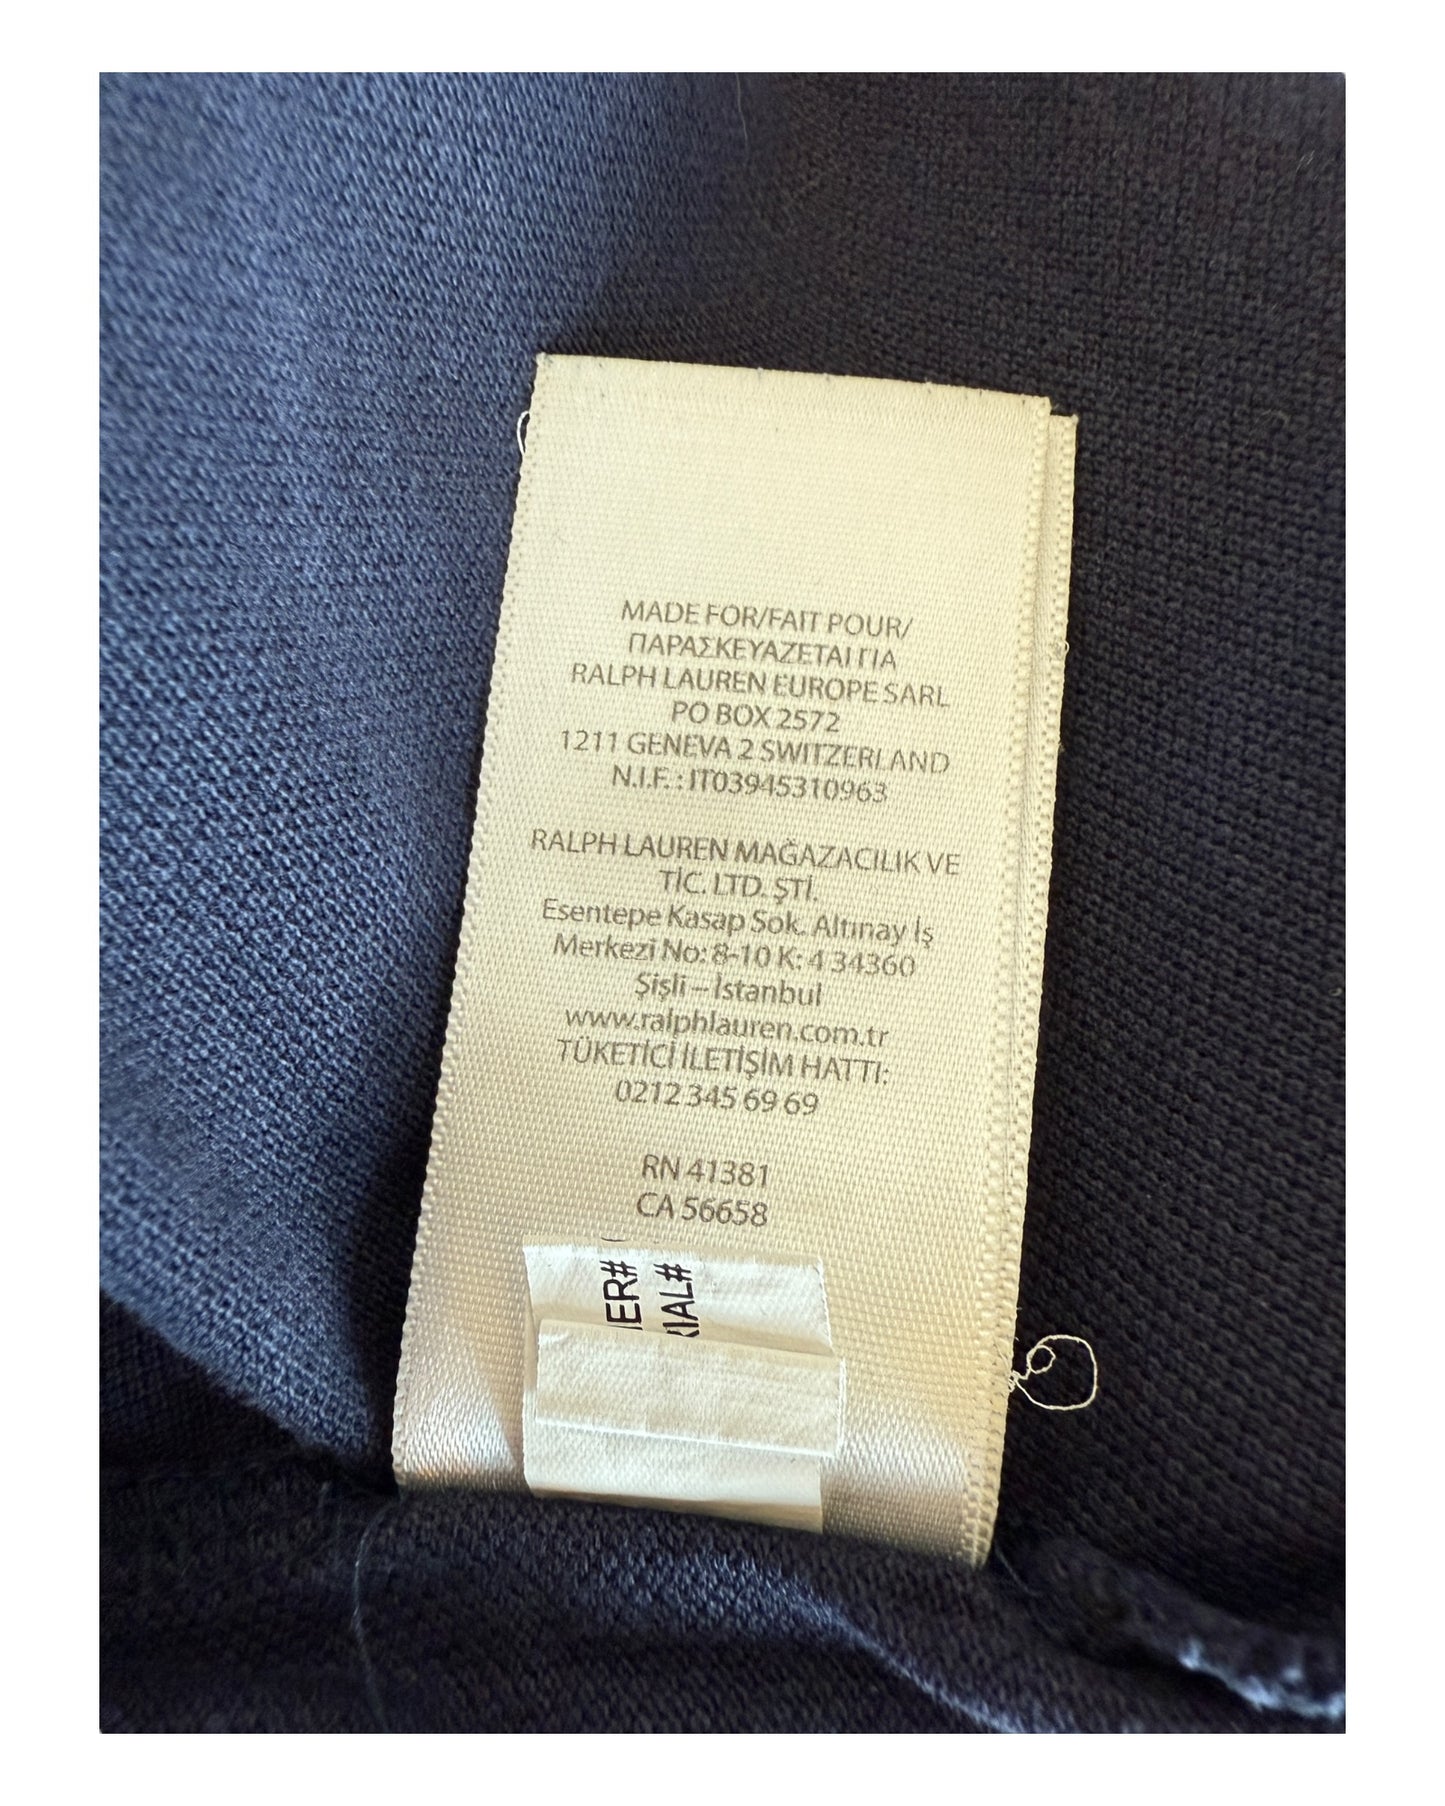 MADE FOR/FAIT POUR/
ΠΑΡΑΣΚΕΥΑΖΕΤΑΙ ΓΙΑ
RALPH LAUREN EUROPE SARL
PO BOX 2572
1211 GENEVA 2 SWITZERLAND
N.I.F. : IT03945310963
RALPH LAUREN MAĞAZACILIK VE
TİC. LTD. ŞTİ.
Esentepe Kasap Sok. Altınay İş
Merkezi No: 8-10 K: 4 34360
Şişli – İstanbul
www.ralphlauren.com.tr
TÜKETİCİ İLETİŞİM HATTI:
0212 345 69 69
RN 41381
CA 56658